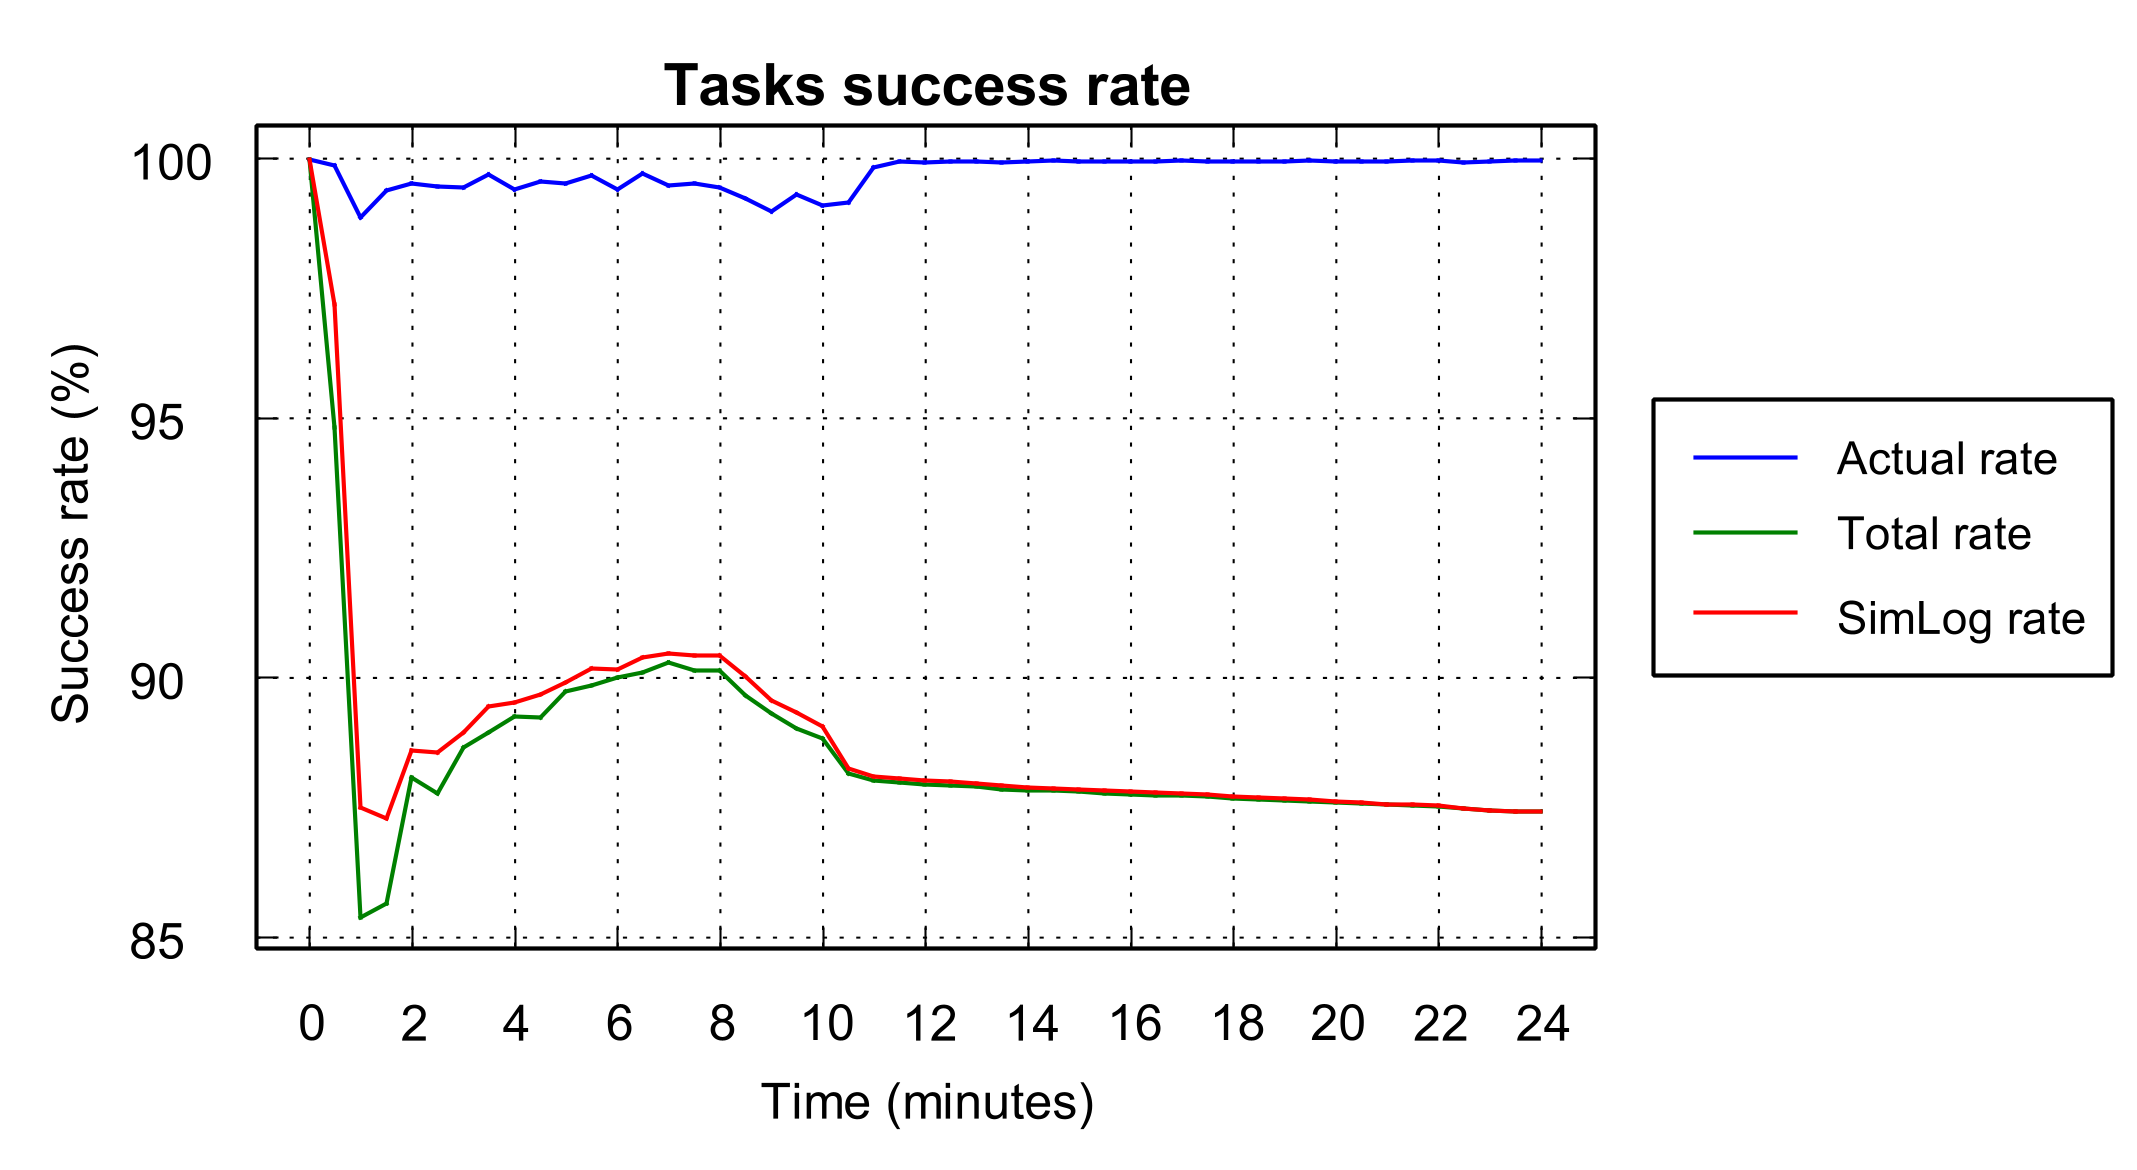 Tasks success rate
100
95
90
85
Success rate (%)
0 2 4 6 8 10 12 14 16 18 20 22 24
Time (minutes)
Actual rate
Total rate
SimLog rate